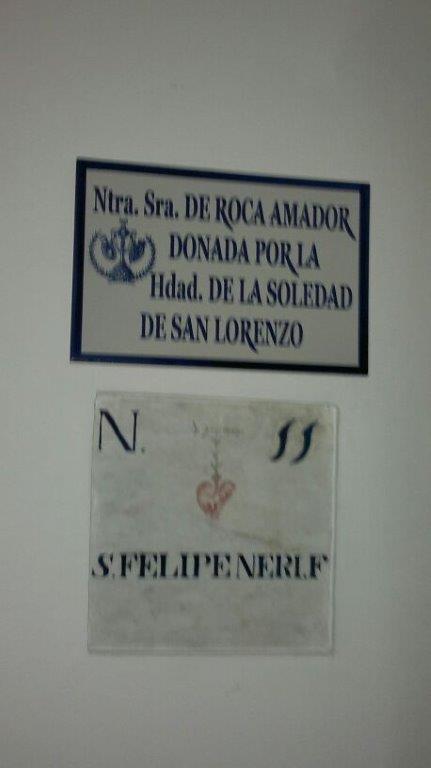 Ntra. Sra. DE ROCA AMADOR
DONADA POR LA
Hdad. DE LA SOLEDAD
DE SAN LORENZO
N. 11
S. FELIPE NERI.F